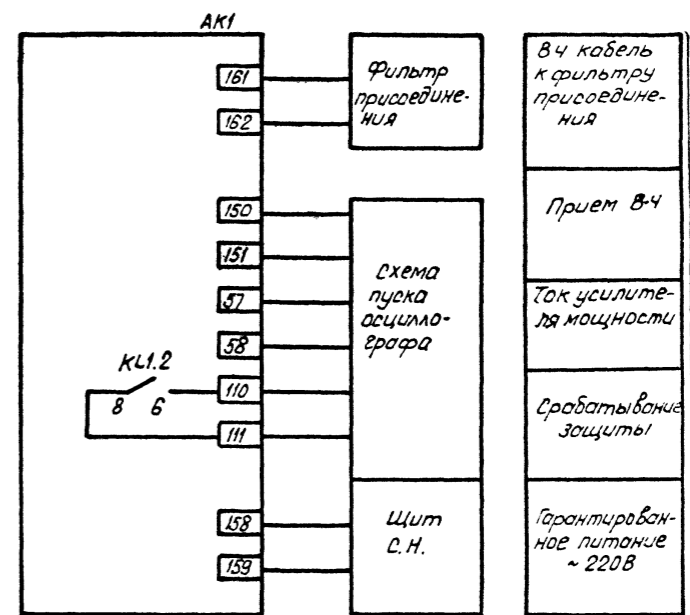 АК1
161
162
150
151
57
58
KL1.2
8 6
110
111
158
159
Фильтр
присоедине-
ния
Схема
пуска
осцилло-
графа
Щит
С.Н.
ВЧ кабель
к фильтру
присоедине-
ния
Прием В-Ч
Ток усилите-
ля мощности
Срабатывание
защиты
Гарантирован-
ное питание
~ 220В